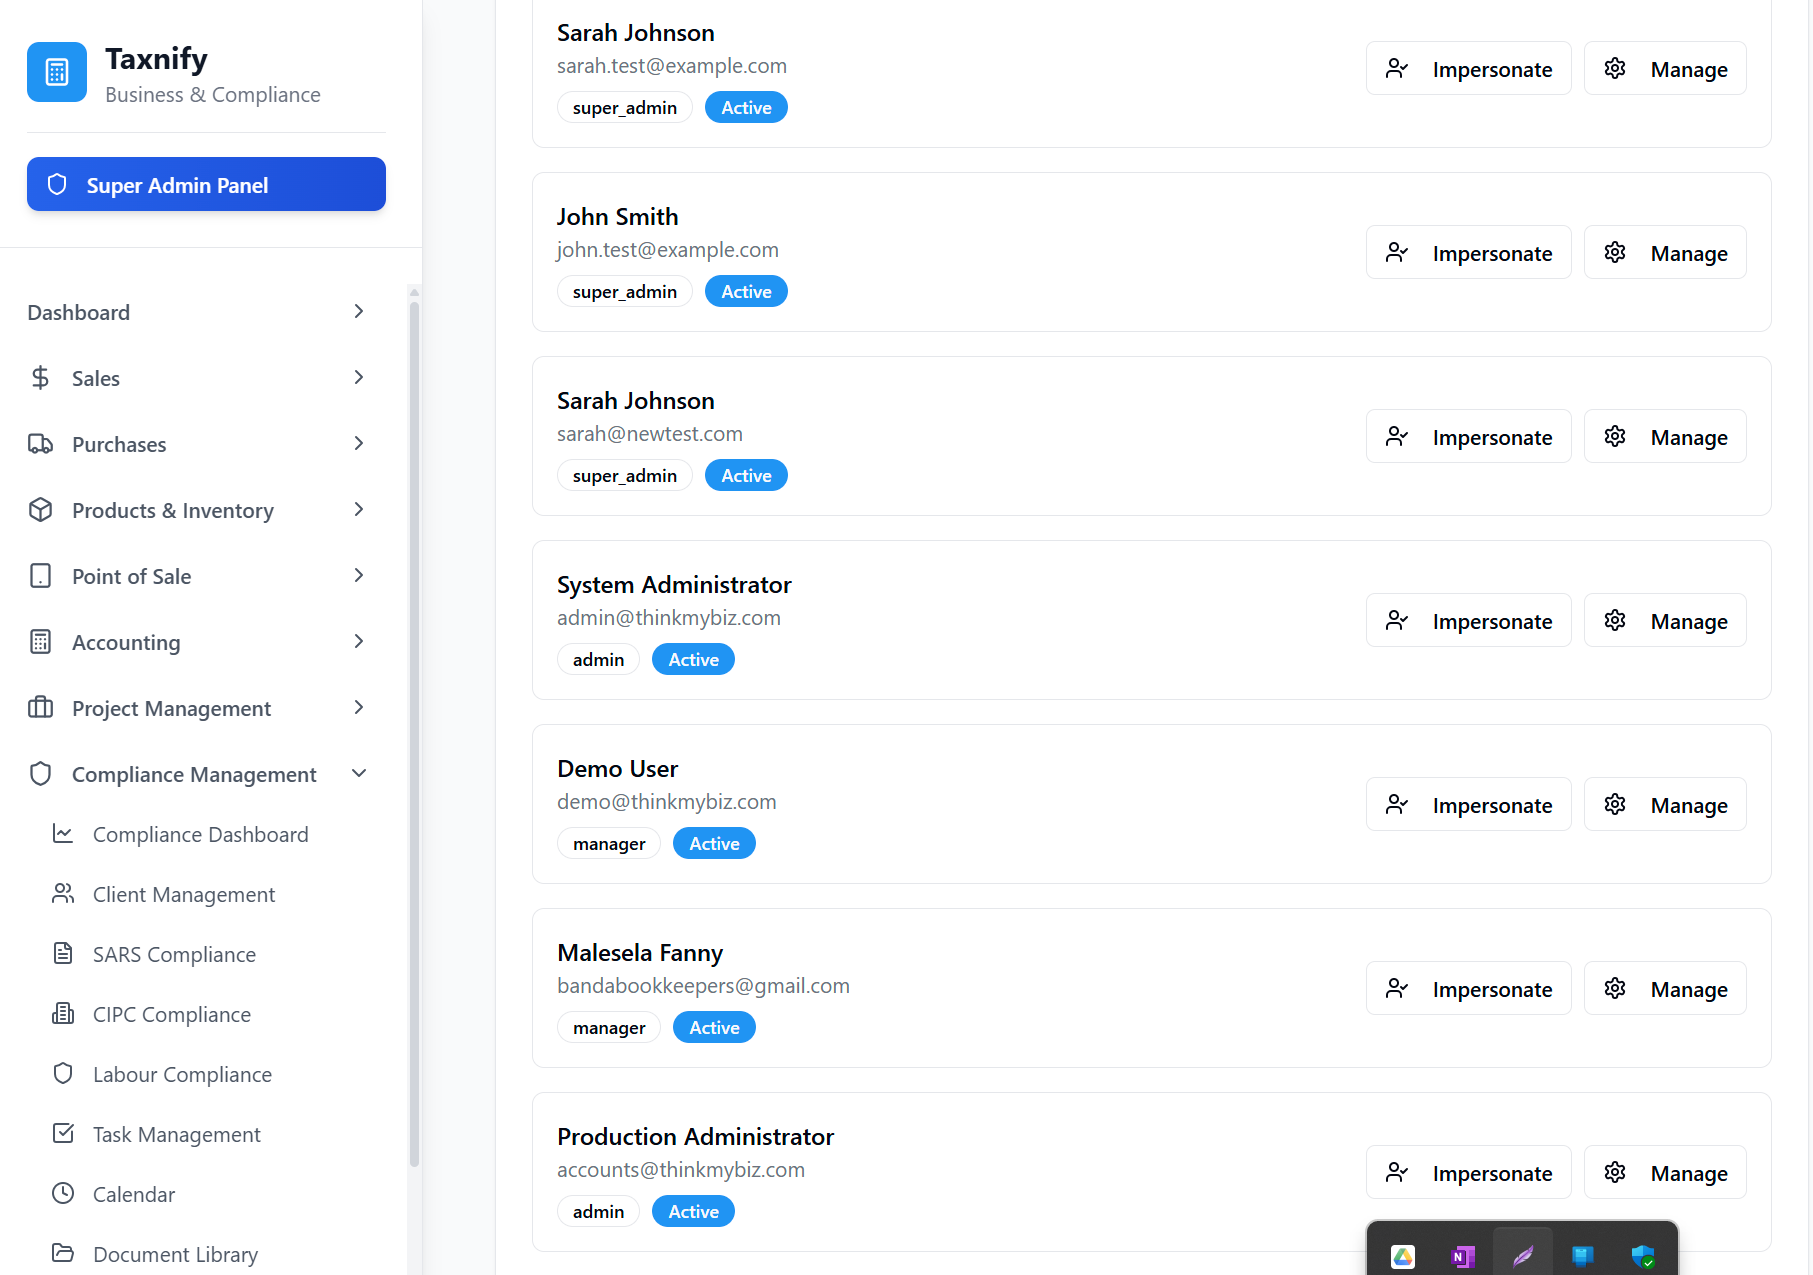 Taxnify
Business & Compliance
Super Admin Panel
Dashboard
Sales
Purchases
Products & Inventory
Point of Sale
Accounting
Project Management
Compliance Management
Compliance Dashboard
Client Management
SARS Compliance
CIPC Compliance
Labour Compliance
Task Management
Calendar
Document Library
Sarah Johnson
sarah.test@example.com
super_admin Active
Impersonate Manage
John Smith
john.test@example.com
super_admin Active
Impersonate Manage
Sarah Johnson
sarah@newtest.com
super_admin Active
Impersonate Manage
System Administrator
admin@thinkmybiz.com
admin Active
Impersonate Manage
Demo User
demo@thinkmybiz.com
manager Active
Impersonate Manage
Malesela Fanny
bandabookkeepers@gmail.com
manager Active
Impersonate Manage
Production Administrator
accounts@thinkmybiz.com
admin Active
Impersonate Manage
N